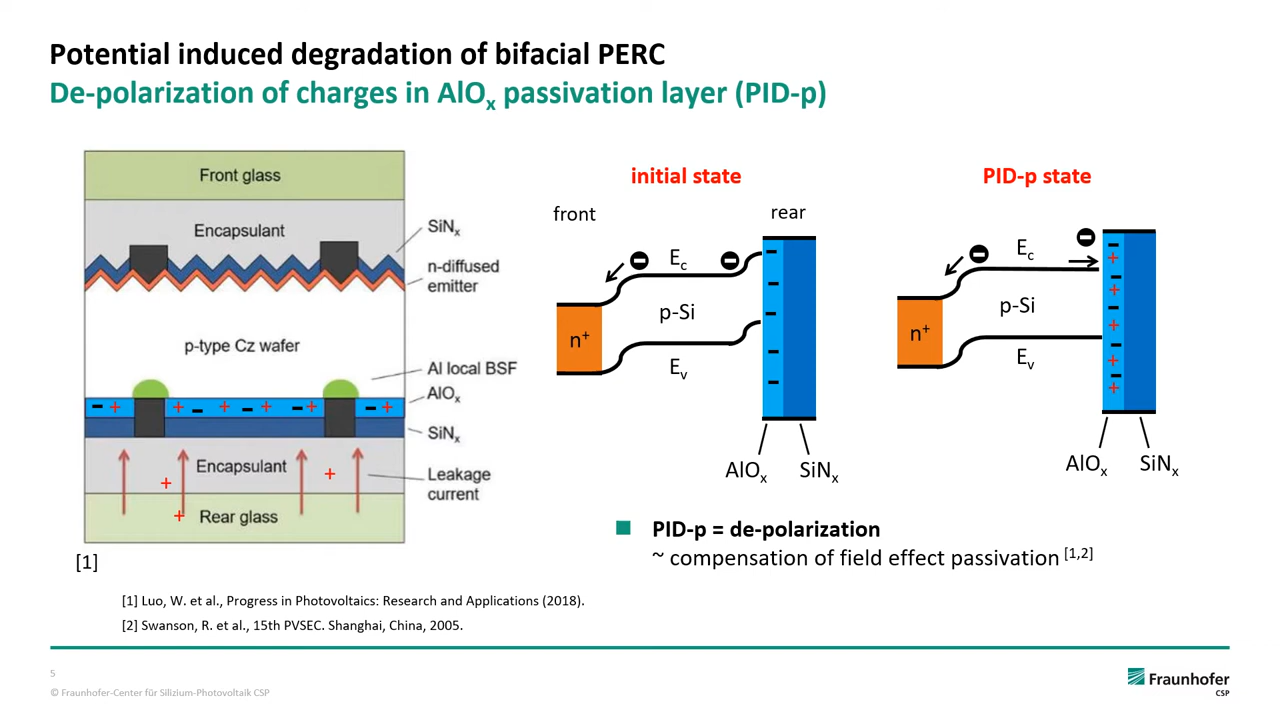 Potential induced degradation of bifacial PERC
De-polarization of charges in AlOx passivation layer (PID-p)
Front glass
Encapsulant
SiNx
n-diffused
emitter
p-type Cz wafer
Al local BSF
AlOx
SiNx
Encapsulant
Leakage
current
Rear glass
[1]
initial state
front
rear
Ec
p-Si
n+
Ev
AlOx
SiNx
PID-p state
Ec
p-Si
n+
Ev
AlOx
SiNx
PID-p = de-polarization
~ compensation of field effect passivation [1,2]
[1] Luo, W. et al., Progress in Photovoltaics: Research and Applications (2018).
[2] Swanson, R. et al., 15th PVSEC. Shanghai, China, 2005.
5
© Fraunhofer-Center für Silizium-Photovoltaik CSP
Fraunhofer
CSP